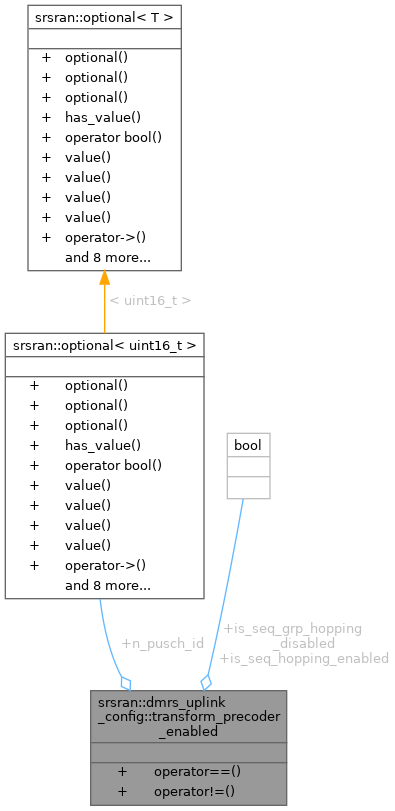 srsran::optional< T >
+ optional()
+ optional()
+ optional()
+ has_value()
+ operator bool()
+ value()
+ value()
+ value()
+ value()
+ operator->()
and 8 more...
< uint16_t >
srsran::optional< uint16_t >
+ optional()
+ optional()
+ optional()
+ has_value()
+ operator bool()
+ value()
+ value()
+ value()
+ value()
+ operator->()
and 8 more...
bool
+n_pusch_id
+is_seq_grp_hopping
_disabled
+is_seq_hopping_enabled
srsran::dmrs_uplink
_config::transform_precoder
_enabled
+ operator==()
+ operator!=()